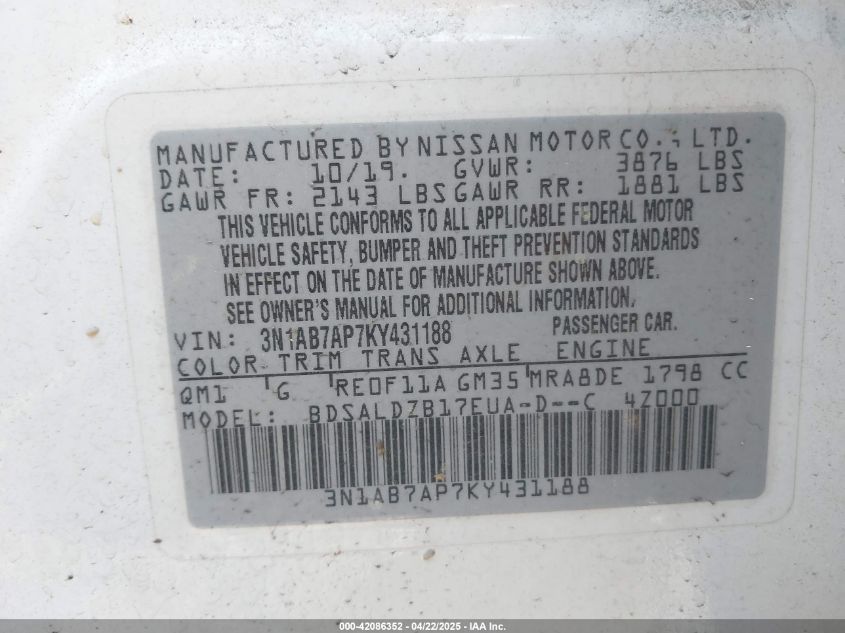 MANUFACTURED BY NISSAN MOTOR CO., LTD.
DATE: 10/19. GVWR: 3876 LBS
GAWR FR: 2143 LBS GAWR RR: 1881 LBS
THIS VEHICLE CONFORMS TO ALL APPLICABLE FEDERAL MOTOR
VEHICLE SAFETY, BUMPER AND THEFT PREVENTION STANDARDS
IN EFFECT ON THE DATE OF MANUFACTURE SHOWN ABOVE.
SEE OWNER'S MANUAL FOR ADDITIONAL INFORMATION.
VIN: 3N1AB7AP7KY431188 PASSENGER CAR.
COLOR TRIM TRANS AXLE ENGINE
QM1 G RE0F11A GM35 MRA8DE 1798 CC
MODEL: BDSALDZB17EUA-D--C 4Z000
3N1AB7AP7KY431188
000-42086352 - 04/22/2025 - IAA Inc.